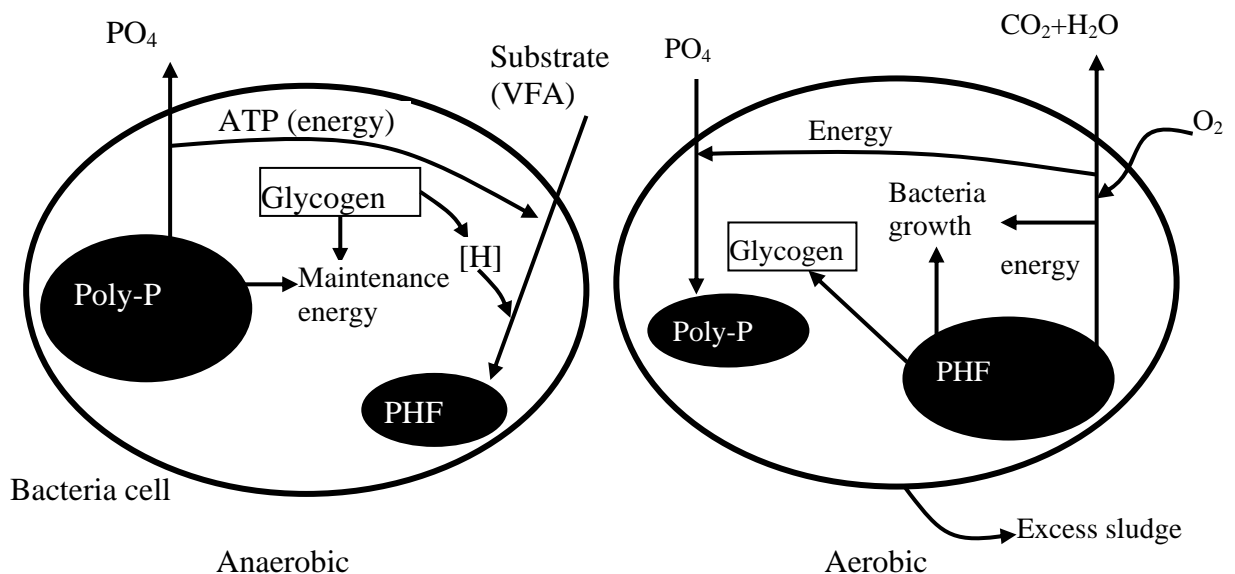 PO₄
Substrate
(VFA)
ATP (energy)
Glycogen
[H]
Poly-P
Maintenance
energy
PHF
Bacteria cell
Anaerobic
CO₂+H₂O
PO₄
O₂
Energy
Bacteria
growth
Glycogen
energy
Poly-P
PHF
Excess sludge
Aerobic